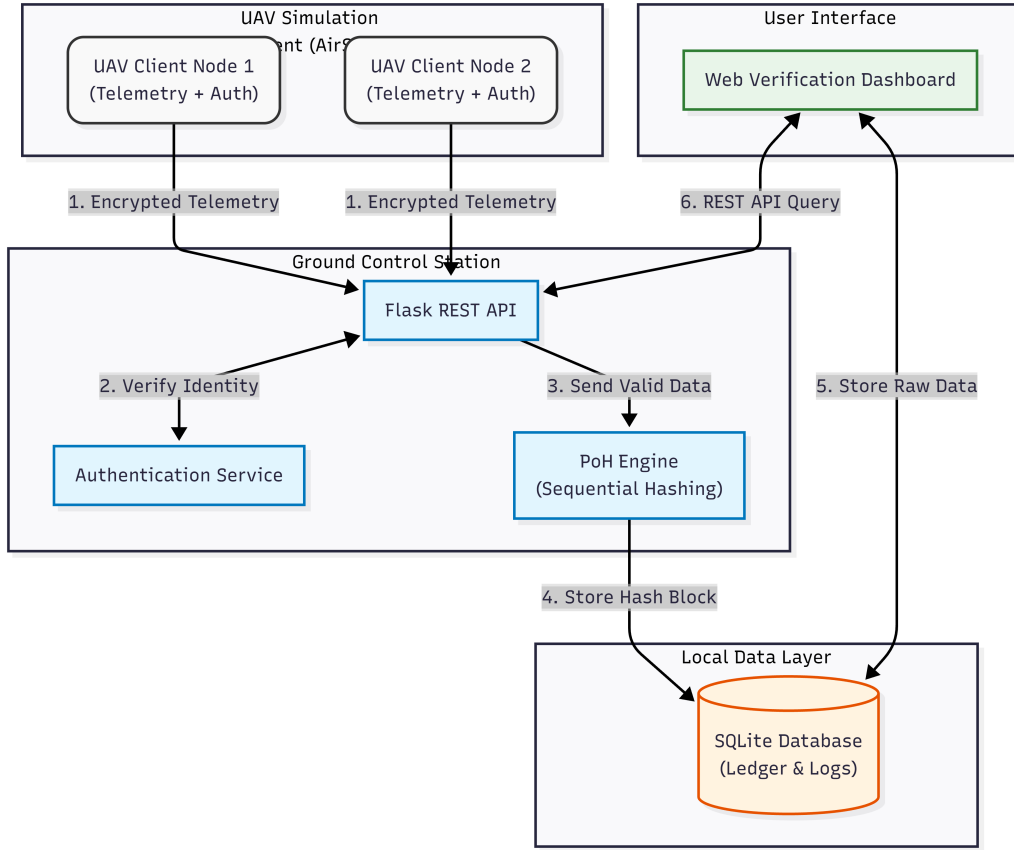 UAV Simulation
ent (Air
UAV Client Node 1
(Telemetry + Auth)
UAV Client Node 2
(Telemetry + Auth)
User Interface
Web Verification Dashboard
1. Encrypted Telemetry
1. Encrypted Telemetry
6. REST API Query
Ground Control Station
Flask REST API
2. Verify Identity
3. Send Valid Data
5. Store Raw Data
Authentication Service
PoH Engine
(Sequential Hashing)
4. Store Hash Block
Local Data Layer
SQLite Database
(Ledger & Logs)